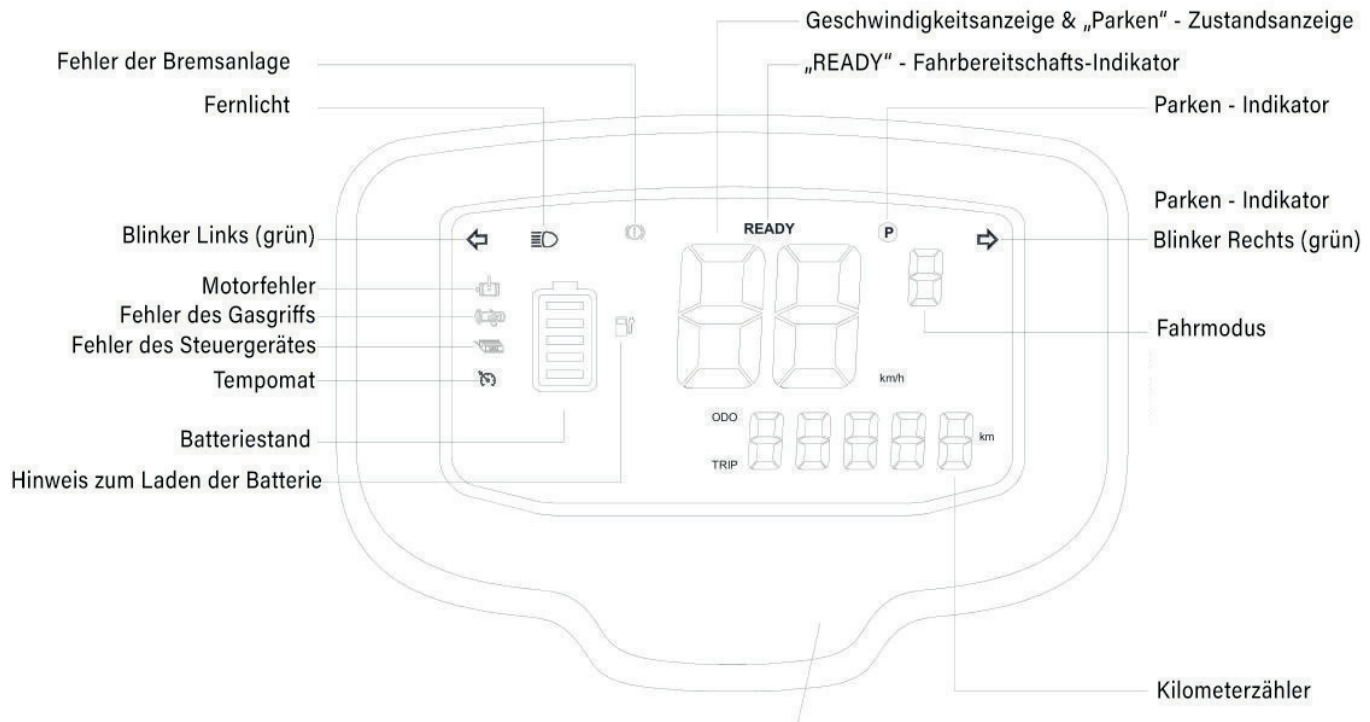 Geschwindigkeitsanzeige & „Parken“ - Zustandsanzeige
Fehler der Bremsanlage
„READY“ - Fahrbereitschafts-Indikator
Fernlicht
Parken - Indikator
Parken - Indikator
Blinker Links (grün)
READY
P
Blinker Rechts (grün)
Motorfehler
Fehler des Gasgriffs
Fahrmodus
Fehler des Steuergerätes
Tempomat
km/h
ODO
Batteriestand
km
TRIP
Hinweis zum Laden der Batterie
Kilometerzähler